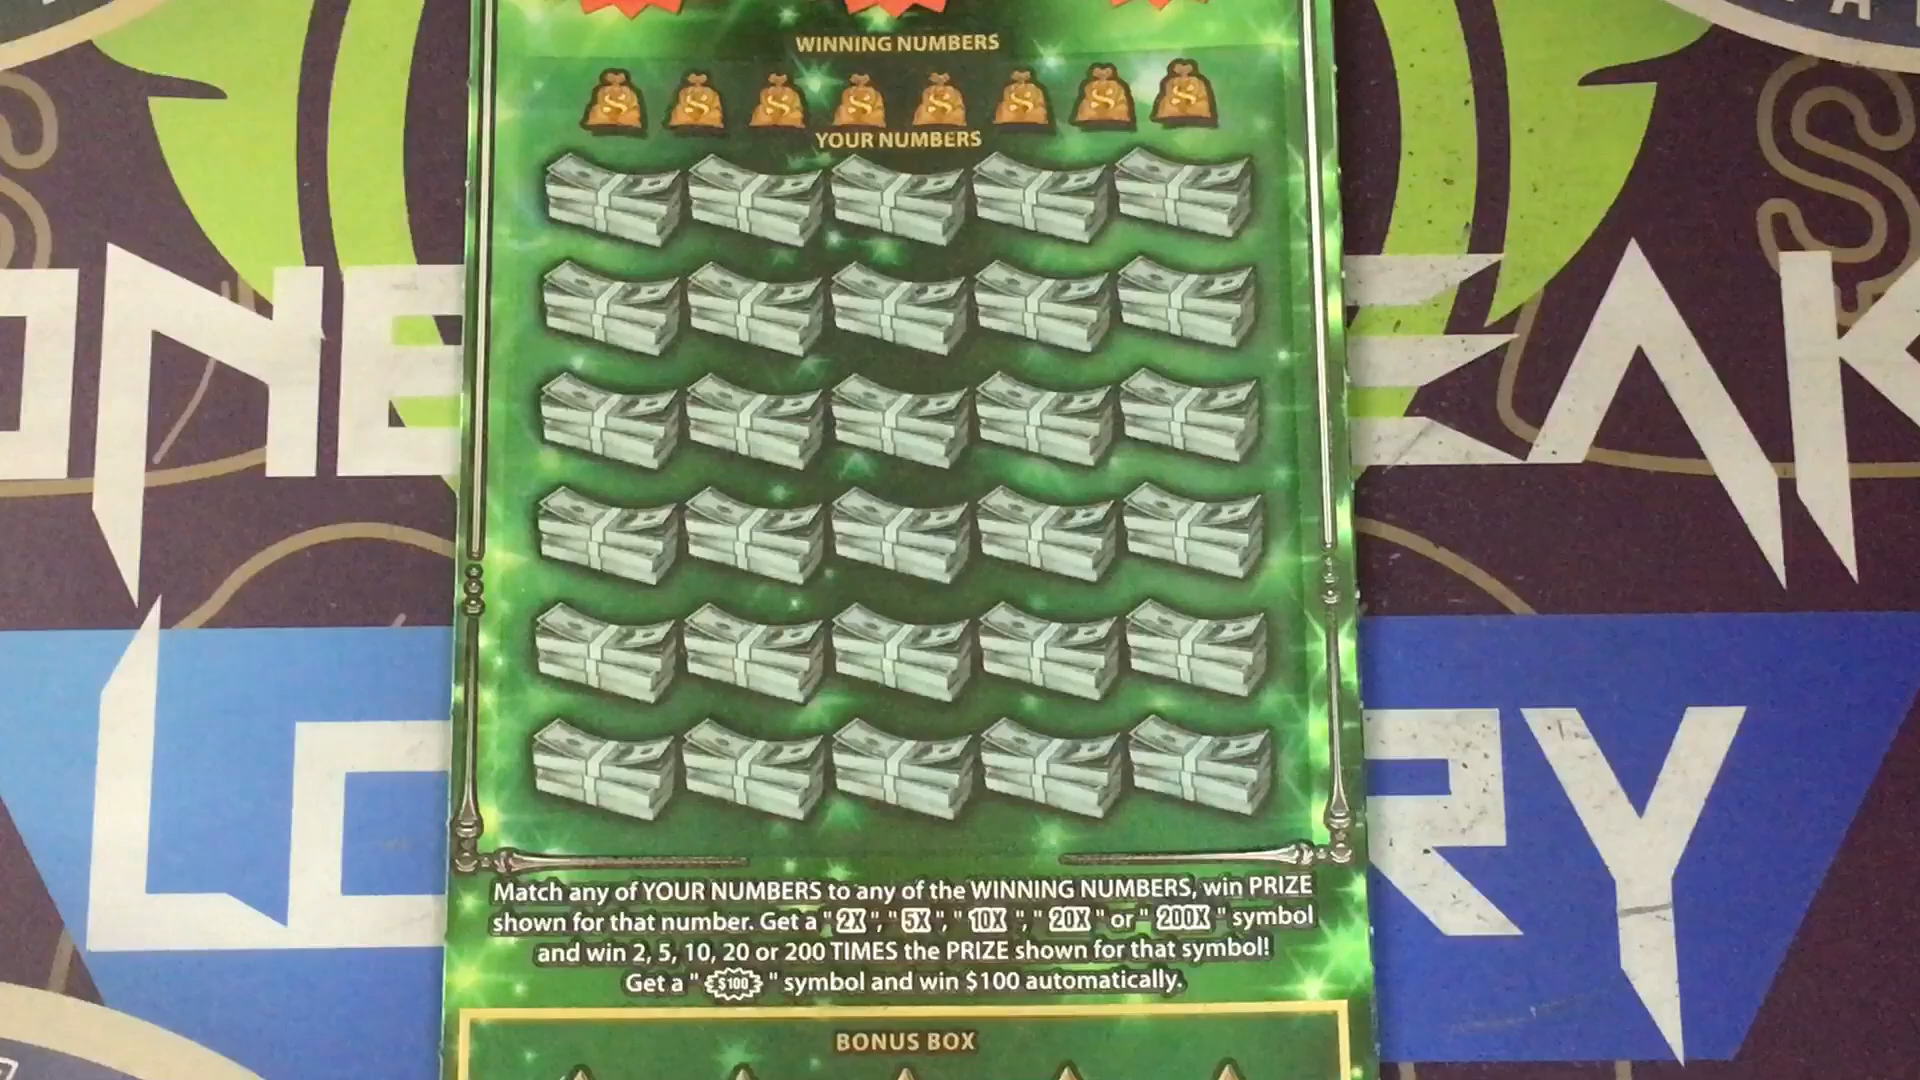 WINNING NUMBERS
YOUR NUMBERS
Match any of YOUR NUMBERS to any of the WINNING NUMBERS, win PRIZE
shown for that number. Get a "2X", "5X", "10X", "20X" or "200X" symbol
and win 2, 5, 10, 20 or 200 TIMES the PRIZE shown for that symbol!
Get a "$100" symbol and win $100 automatically.
BONUS BOX